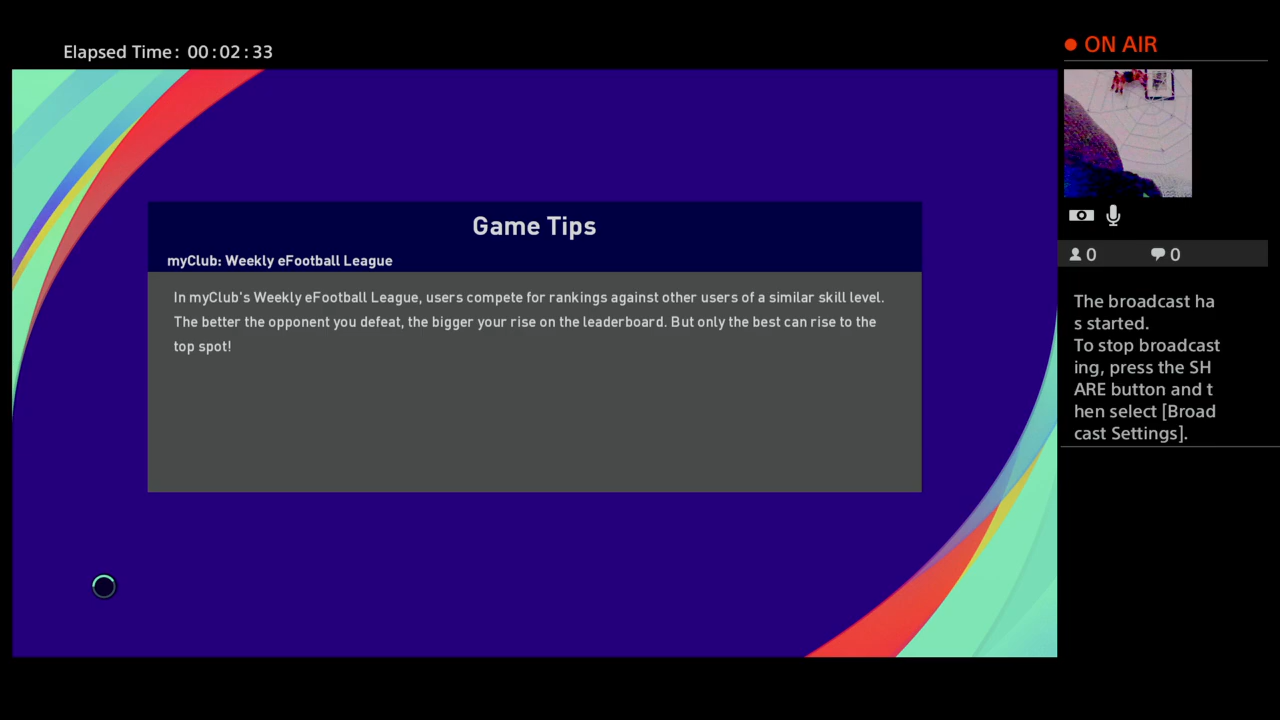 Elapsed Time: 00:02:33
ON AIR
Game Tips
myClub: Weekly eFootball League
In myClub's Weekly eFootball League, users compete for rankings against other users of a similar skill level.
The better the opponent you defeat, the bigger your rise on the leaderboard. But only the best can rise to the
top spot!
0 0
The broadcast ha
s started.
To stop broadcast
ing, press the SH
ARE button and t
hen select [Broad
cast Settings].